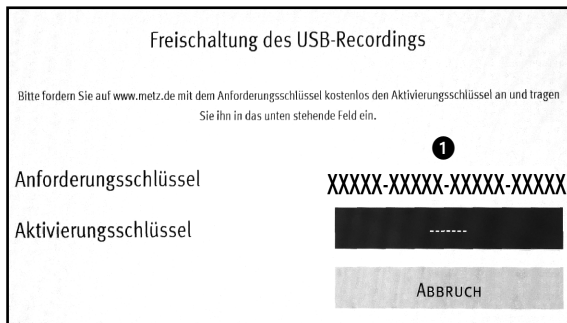 Freischaltung des USB-Recordings
Bitte fordern Sie auf www.metz.de mit dem Anforderungsschlüssel kostenlos den Aktivierungsschlüssel an und tragen
Sie ihn in das unten stehende Feld ein.
1
Anforderungsschlüssel XXXXX-XXXXX-XXXXX-XXXXX
Aktivierungsschlüssel -------
ABBRUCH